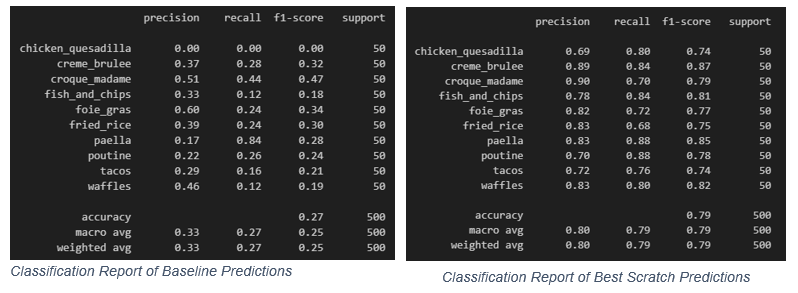 precision recall f1-score support
chicken_quesadilla 0.00 0.00 0.00 50
creme_brulee 0.37 0.28 0.32 50
croque_madame 0.51 0.44 0.47 50
fish_and_chips 0.33 0.12 0.18 50
foie_gras 0.60 0.24 0.34 50
fried_rice 0.39 0.24 0.30 50
paella 0.17 0.84 0.28 50
poutine 0.22 0.26 0.24 50
tacos 0.29 0.16 0.21 50
waffles 0.46 0.12 0.19 50
accuracy 0.27 500
macro avg 0.33 0.27 0.25 500
weighted avg 0.33 0.27 0.25 500
Classification Report of Baseline Predictions
precision recall f1-score support
chicken_quesadilla 0.69 0.80 0.74 50
creme_brulee 0.89 0.84 0.87 50
croque_madame 0.90 0.70 0.79 50
fish_and_chips 0.78 0.84 0.81 50
foie_gras 0.82 0.72 0.77 50
fried_rice 0.83 0.68 0.75 50
paella 0.83 0.88 0.85 50
poutine 0.70 0.88 0.78 50
tacos 0.72 0.76 0.74 50
waffles 0.83 0.80 0.82 50
accuracy 0.79 500
macro avg 0.80 0.79 0.79 500
weighted avg 0.80 0.79 0.79 500
Classification Report of Best Scratch Predictions